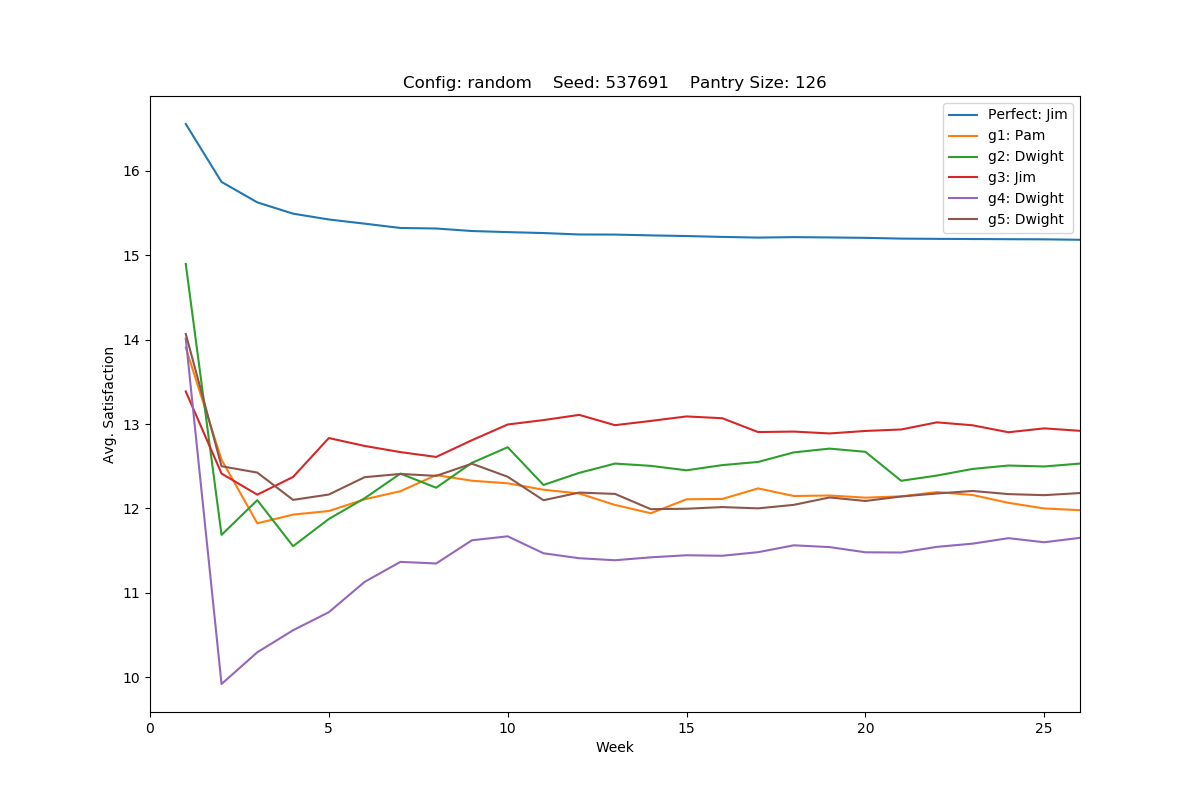 Config: random    Seed: 537691    Pantry Size: 126
Perfect: Jim
g1: Pam
g2: Dwight
g3: Jim
g4: Dwight
g5: Dwight
Avg. Satisfaction
16
15
14
13
12
11
10
0 5 10 15 20 25
Week